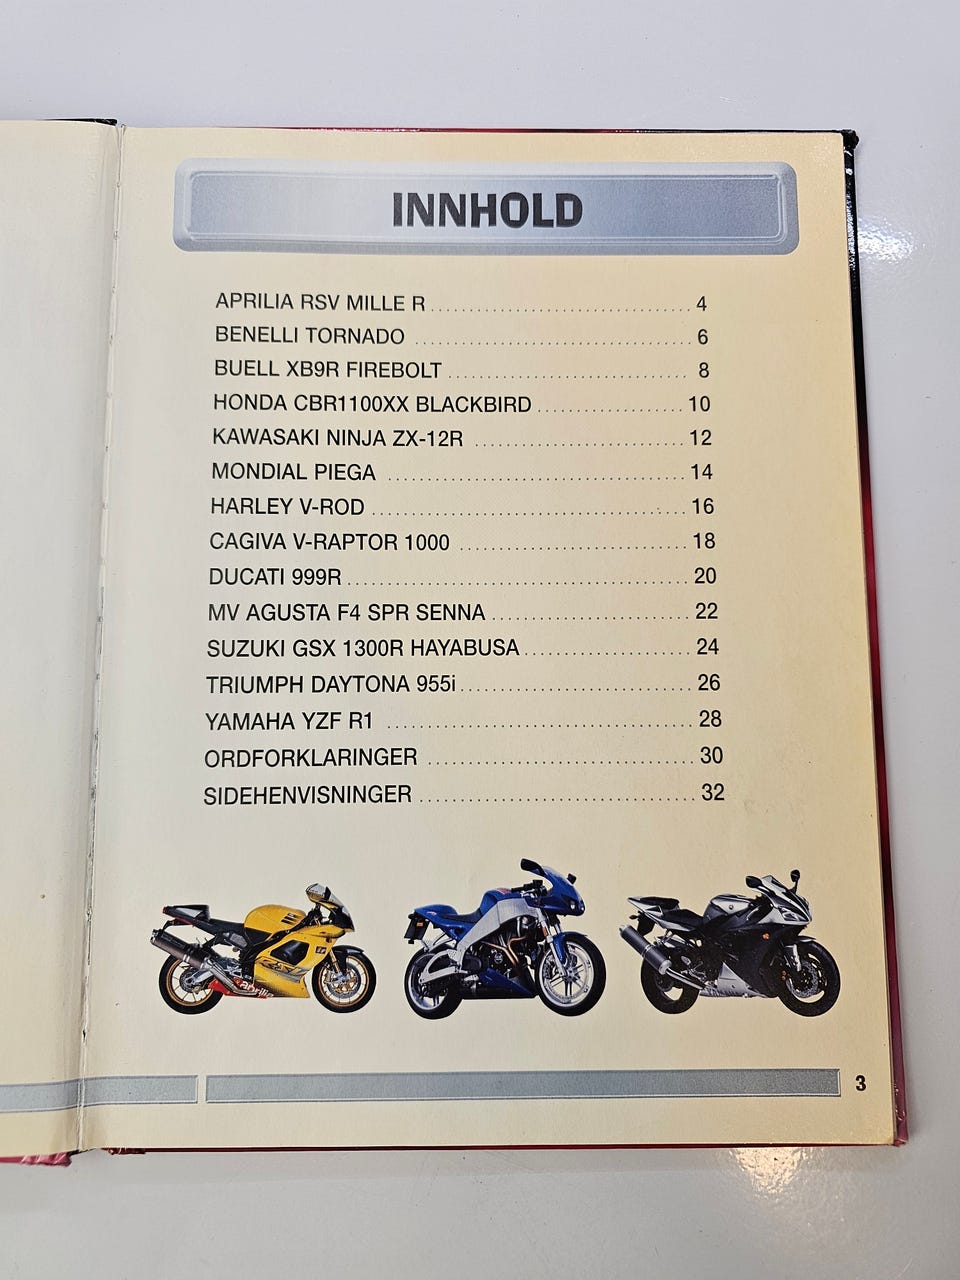 INNHOLD
APRILIA RSV MILLE R 4
BENELLI TORNADO 6
BUELL XB9R FIREBOLT 8
HONDA CBR1100XX BLACKBIRD 10
KAWASAKI NINJA ZX-12R 12
MONDIAL PIEGA 14
HARLEY V-ROD 16
CAGIVA V-RAPTOR 1000 18
DUCATI 999R 20
MV AGUSTA F4 SPR SENNA 22
SUZUKI GSX 1300R HAYABUSA 24
TRIUMPH DAYTONA 955i 26
YAMAHA YZF R1 28
ORDFORKLARINGER 30
SIDEHENVISNINGER 32
aprilia
3